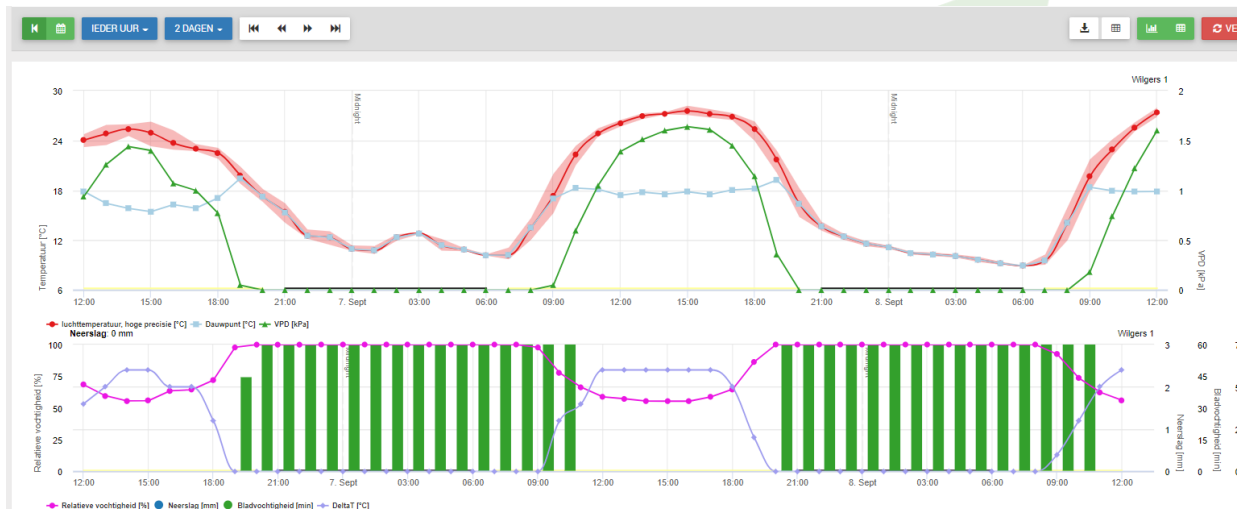 IEDER UUR
2 DAGEN
VE
Wilgers 1
30
24
18
12
6
Temperatuur [°C]
2
1.5
1
0.5
0
VPD [kPa]
Midnight
Midnight
12:00 15:00 18:00 21:00 7. Sept 03:00 06:00 09:00 12:00 15:00 18:00 21:00 8. Sept 03:00 06:00 09:00 12:00
luchttemperatuur, hoge precisie [°C] Dauwpunt [°C] VPD [kPa]
Neerslag: 0 mm
Wilgers 1
100
75
50
25
0
Relatieve vochtigheid [%]
3
2
1
0
Neerslag [mm]
60
45
30
15
0
Bladvochtigheid [min]
Midnight
Midnight
12:00 15:00 18:00 21:00 7. Sept 03:00 06:00 09:00 12:00 15:00 18:00 21:00 8. Sept 03:00 06:00 09:00 12:00
Relatieve vochtigheid [%] Neerslag [mm] Bladvochtigheid [min] DeltaT [°C]